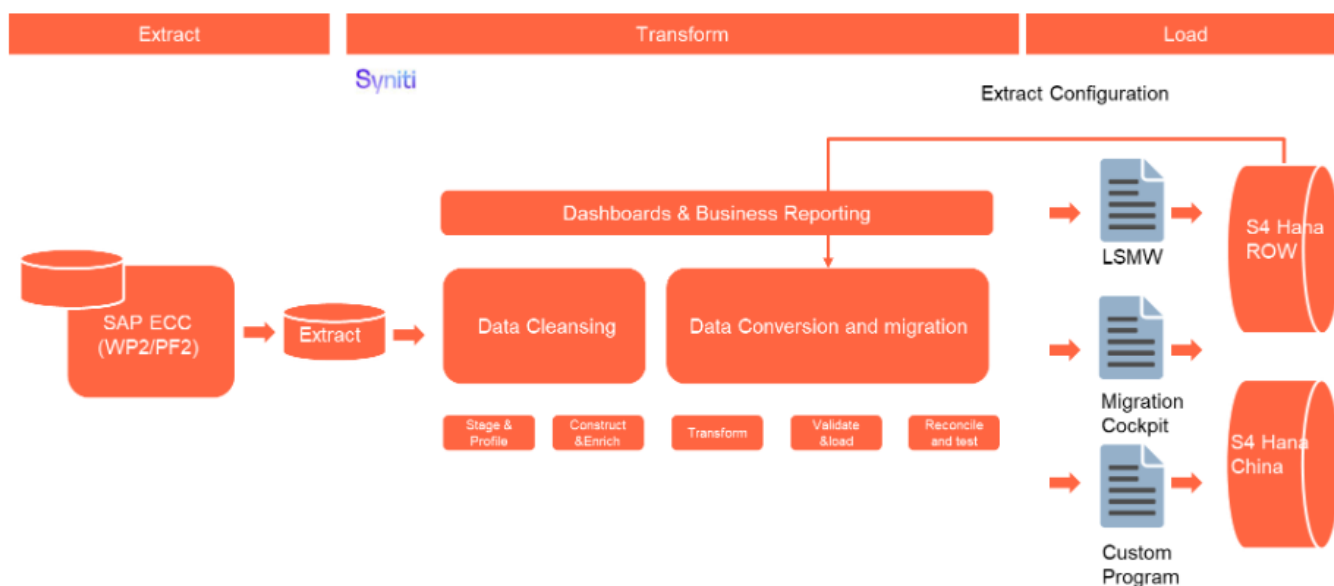 Extract
Transform
Load
Syniti
Extract Configuration
Dashboards & Business Reporting
SAP ECC
(WP2/PF2)
Extract
Data Cleansing
Data Conversion and migration
Stage &
Profile
Construct
&Enrich
Transform
Validate
&load
Reconcile
and test
LSMW
Migration
Cockpit
Custom
Program
S4 Hana
ROW
S4 Hana
China